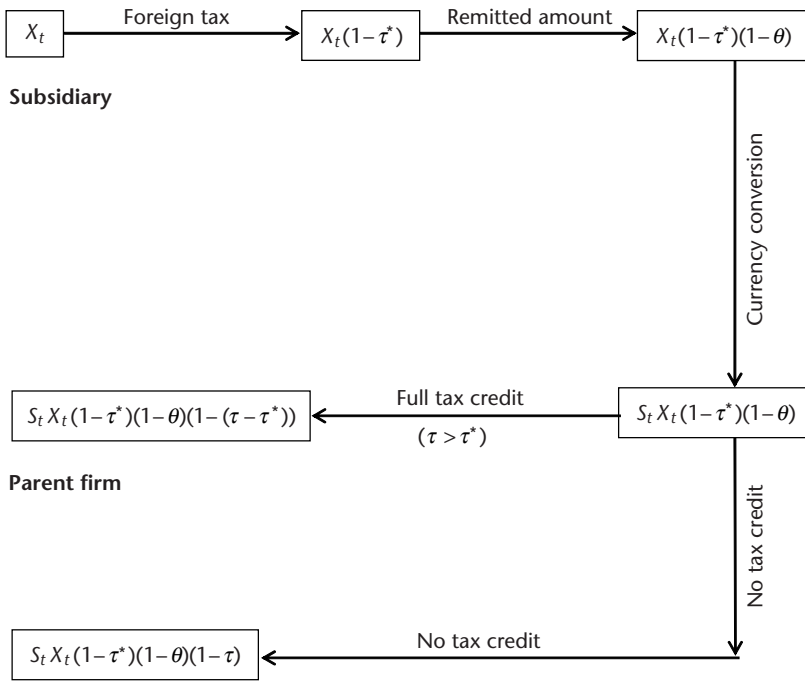 Foreign tax
Remitted amount
X_t
X_t(1−τ*)
X_t(1−τ*)(1−θ)
Subsidiary
Currency conversion
Full tax credit
S_t X_t(1−τ*)(1−θ)(1−(τ−τ*))
S_t X_t(1−τ*)(1−θ)
(τ > τ*)
Parent firm
No tax credit
No tax credit
S_t X_t(1−τ*)(1−θ)(1−τ)